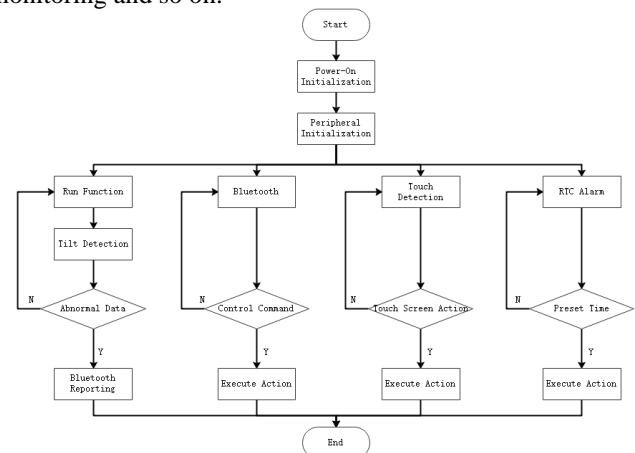 monitoring and so on.
Start
Power-On
Initialization
Peripheral
Initialization
Run Function
Bluetooth
Touch
Detection
RTC Alarm
Tilt Detection
N
Abnormal Data
N
Control Command
N
Touch Screen Action
N
Preset Time
Y
Y
Y
Y
Bluetooth
Reporting
Execute Action
Execute Action
Execute Action
End